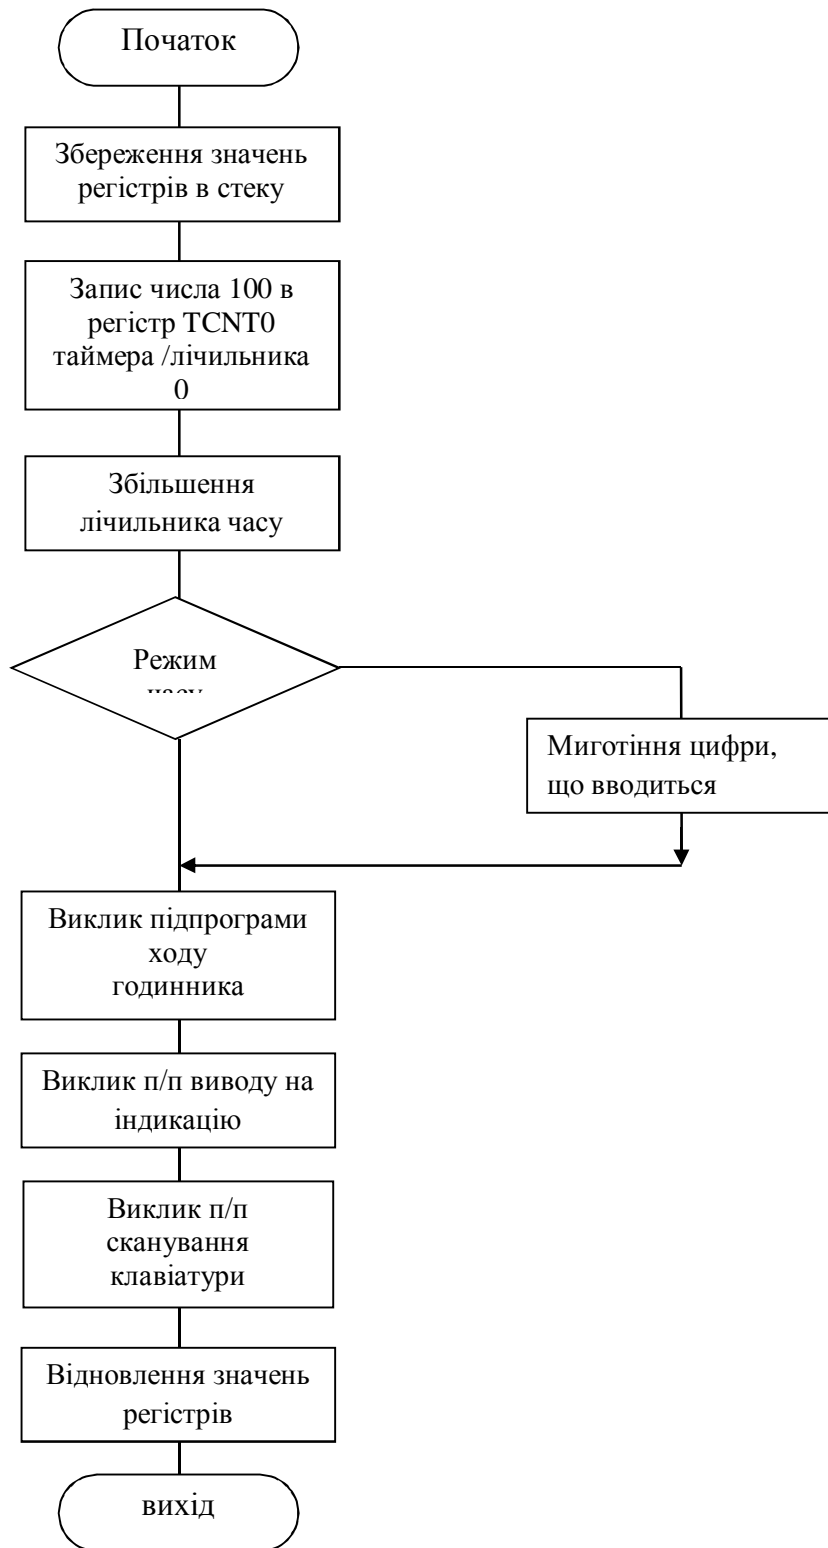 Початок
Збереження значень
регістрів в стеку
Запис числа 100 в
регістр TCNT0
таймера /лічильника
0
Збільшення
лічильника часу
Режим
часу
Миготіння цифри,
що вводиться
Виклик підпрограми
ходу
годинника
Виклик п/п виводу на
індикацію
Виклик п/п
сканування
клавіатури
Відновлення значень
регістрів
вихід